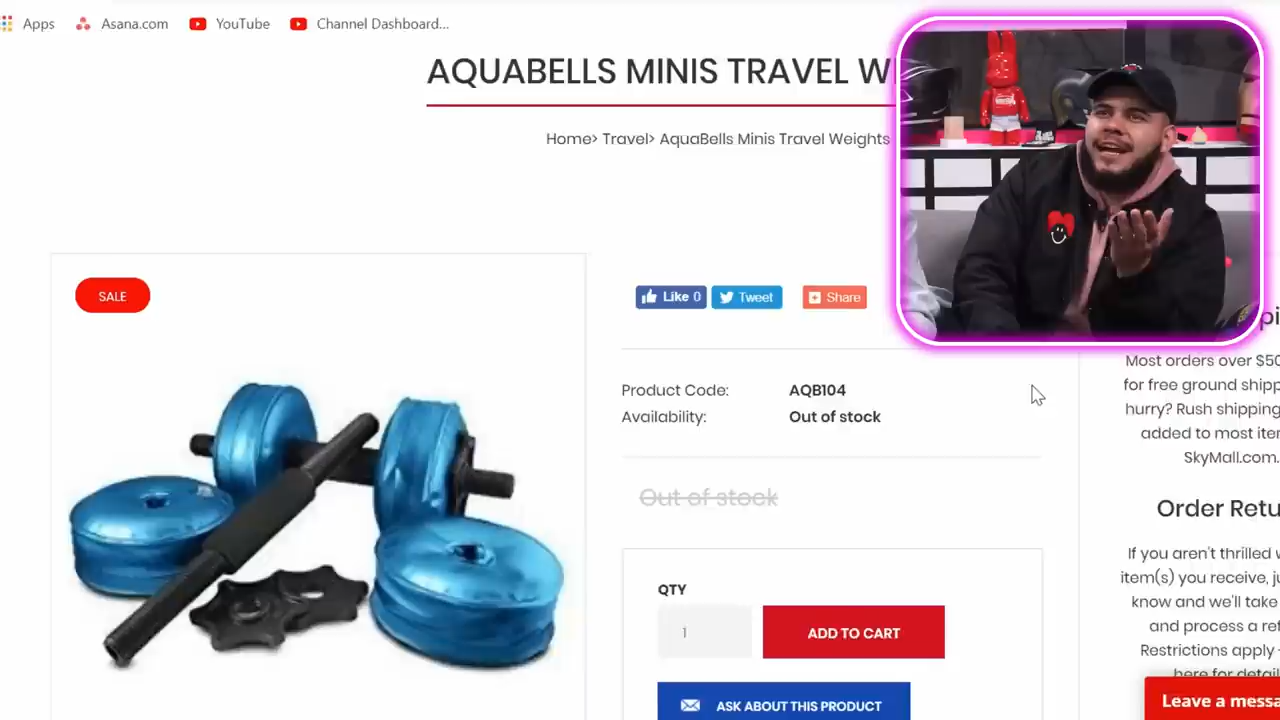 Apps
Asana.com
YouTube
Channel Dashboard...
AQUABELLS MINIS TRAVEL
Home> Travel> AquaBells Minis Travel Weights
SALE
Like 0
Tweet
Share
Product Code: AQB104
Availability: Out of stock
Out of stock
QTY
1
ADD TO CART
ASK ABOUT THIS PRODUCT
Most orders over $50
for free ground shipp
hurry? Rush shipping
added to most iter
SkyMall.com.
Order Retu
If you aren't thrilled w
item(s) you receive, ju
know and we'll take
and process a ref
Restrictions apply -
here for detail
Leave a messa